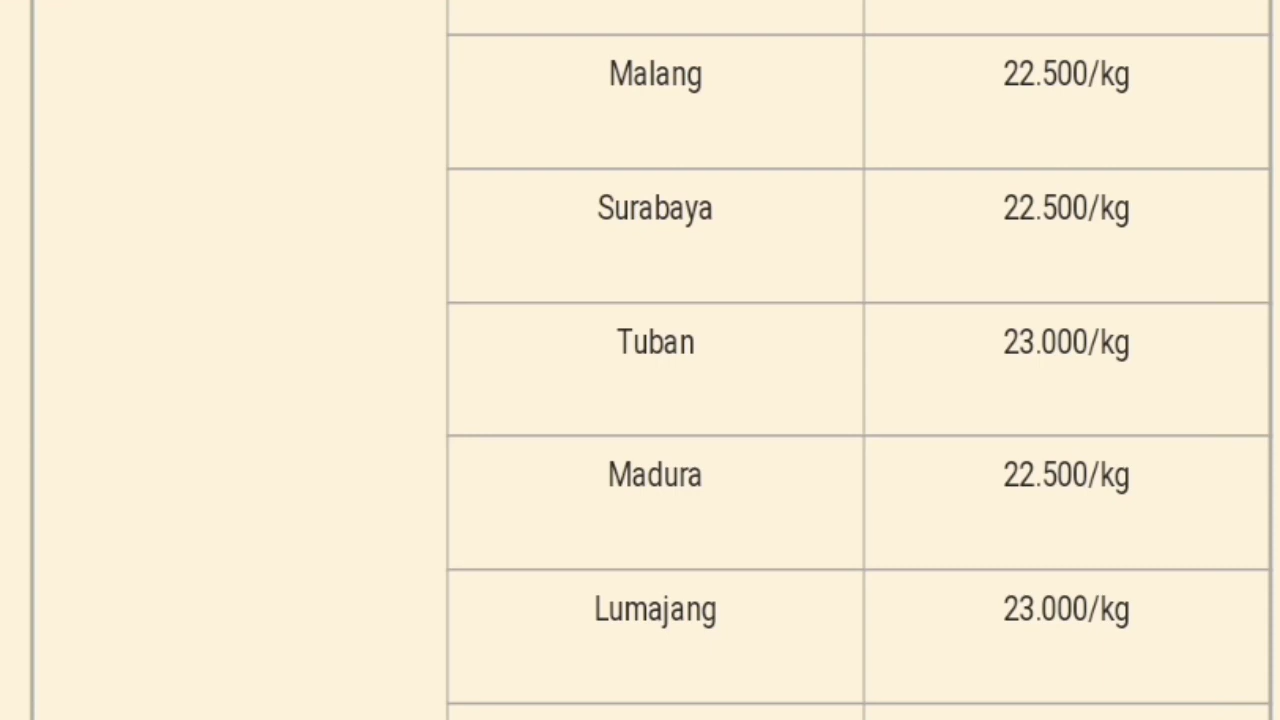 Malang 22.500/kg
Surabaya 22.500/kg
Tuban 23.000/kg
Madura 22.500/kg
Lumajang 23.000/kg